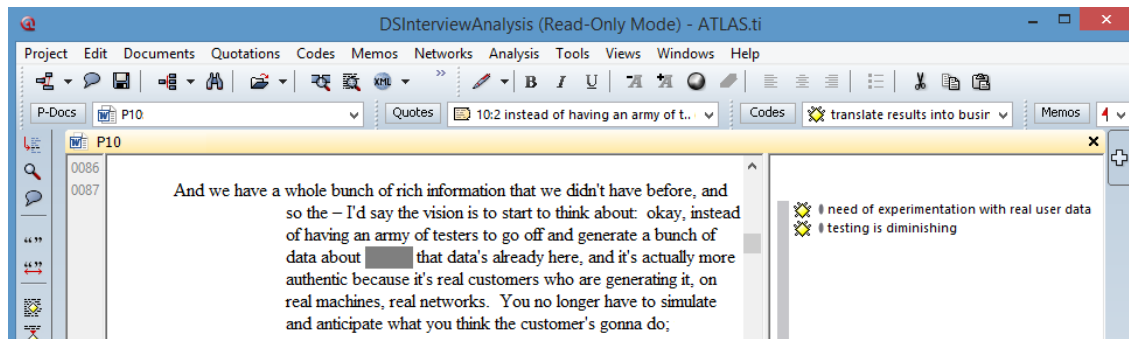 DSInterviewAnalysis (Read-Only Mode) - ATLAS.ti
Project Edit Documents Quotations Codes Memos Networks Analysis Tools Views Windows Help
XML » B I U A A
P-Docs P10 Quotes 10:2 instead of having an army of t.. Codes translate results into busir Memos
P10
0086
0087 And we have a whole bunch of rich information that we didn't have before, and
so the – I'd say the vision is to start to think about: okay, instead
of having an army of testers to go off and generate a bunch of
data about that data's already here, and it's actually more
authentic because it's real customers who are generating it, on
real machines, real networks. You no longer have to simulate
and anticipate what you think the customer's gonna do;
need of experimentation with real user data
testing is diminishing